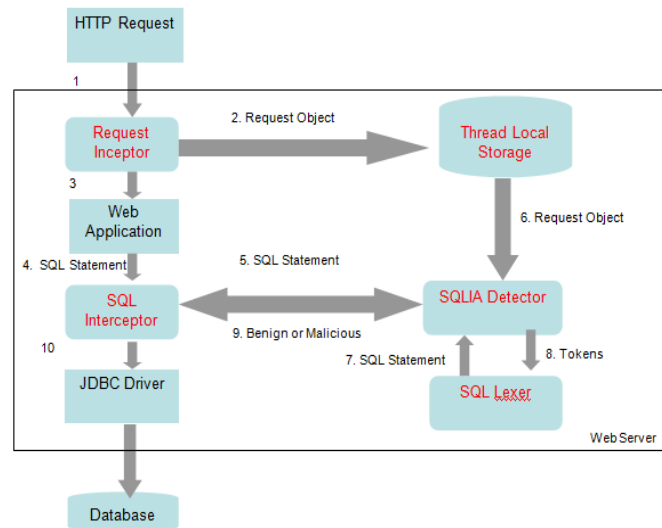 HTTP Request
1
Request
Inceptor
2. Request Object
Thread Local
Storage
3
Web
Application
6. Request Object
4. SQL Statement
5. SQL Statement
SQL
Interceptor
SQLIA Detector
9. Benign or Malicious
10
7. SQL Statement
8. Tokens
JDBC Driver
SQL Lexer
Web Server
Database